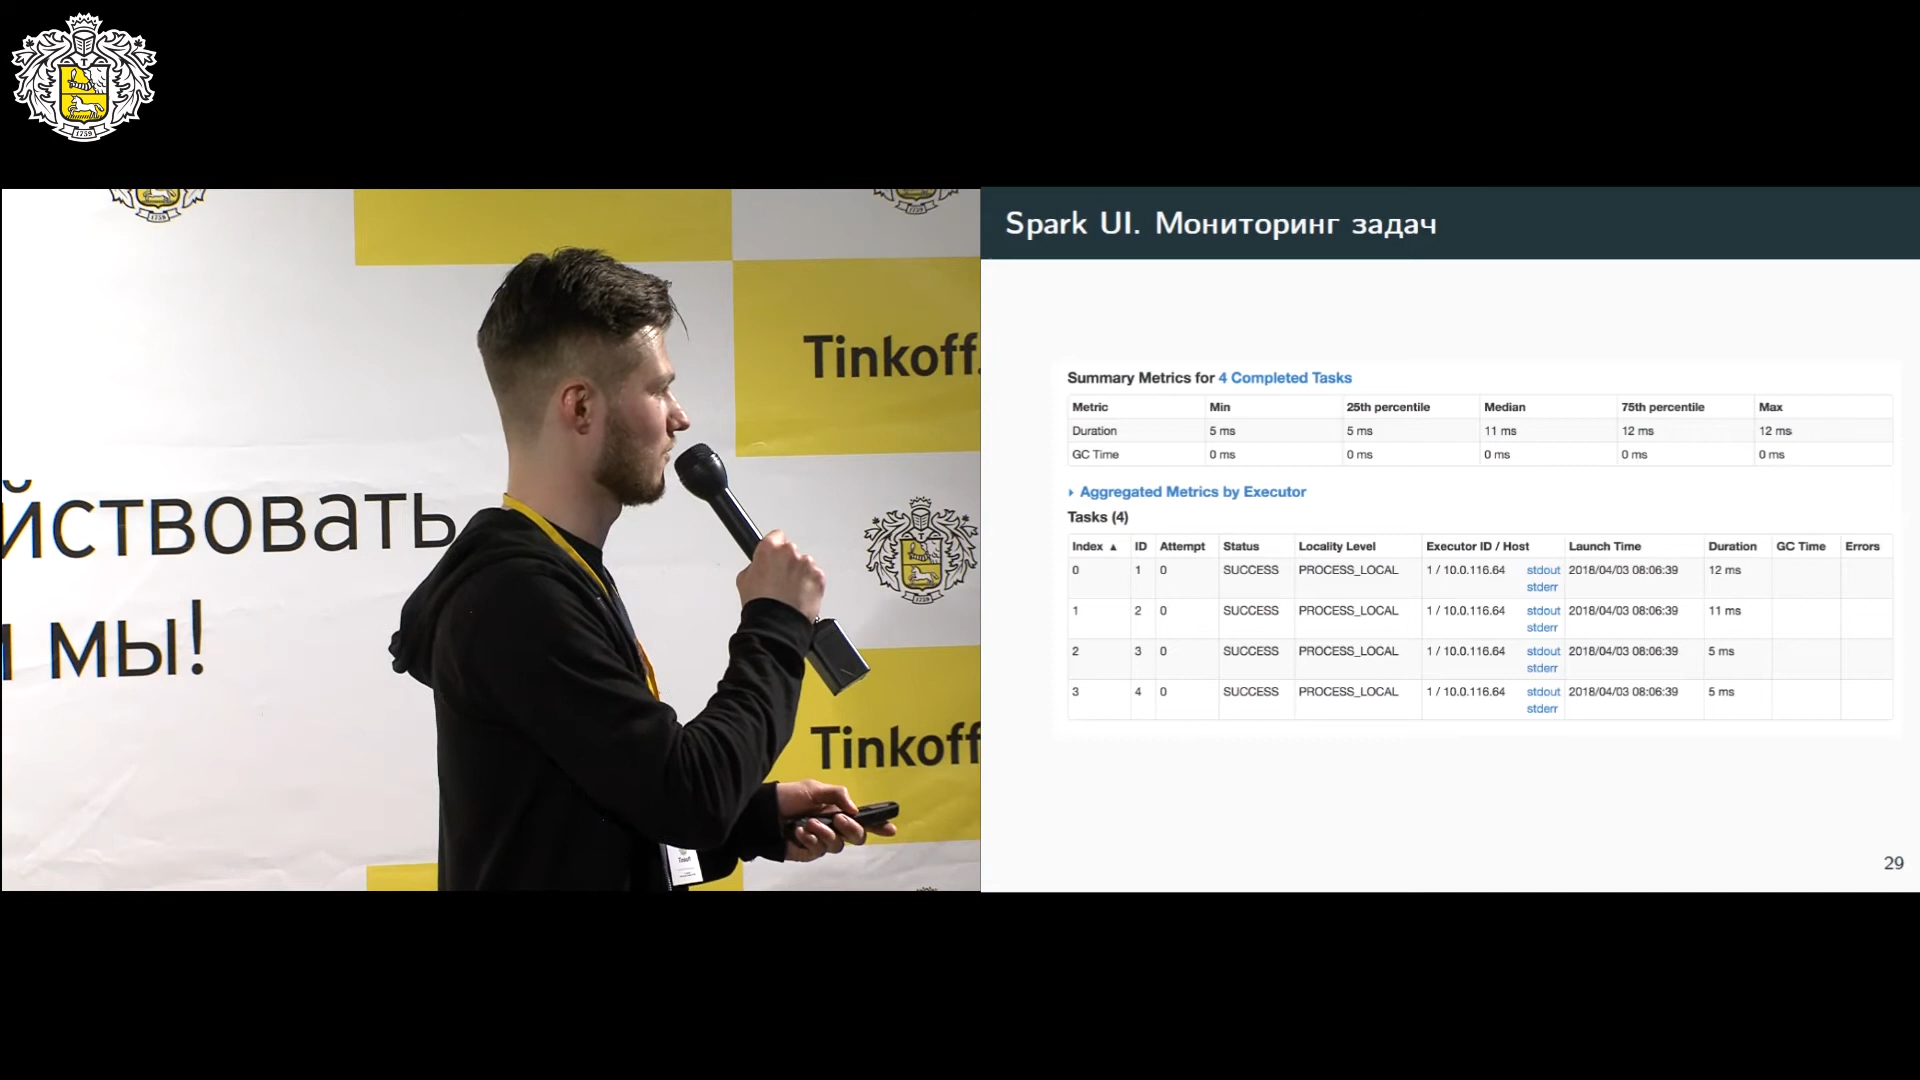 1759
йствовать
мы!
Tinkoff.
Tinkoff
1759
Spark UI. Мониторинг задач
Summary Metrics for 4 Completed Tasks
Metric Min 25th percentile Median 75th percentile Max
Duration 5 ms 5 ms 11 ms 12 ms 12 ms
GC Time 0 ms 0 ms 0 ms 0 ms 0 ms
Aggregated Metrics by Executor
Tasks (4)
Index ▲ ID Attempt Status Locality Level Executor ID / Host Launch Time Duration GC Time Errors
0 1 0 SUCCESS PROCESS_LOCAL 1 / 10.0.116.64 stdout 2018/04/03 08:06:39 12 ms
stderr
1 2 0 SUCCESS PROCESS_LOCAL 1 / 10.0.116.64 stdout 2018/04/03 08:06:39 11 ms
stderr
2 3 0 SUCCESS PROCESS_LOCAL 1 / 10.0.116.64 stdout 2018/04/03 08:06:39 5 ms
stderr
3 4 0 SUCCESS PROCESS_LOCAL 1 / 10.0.116.64 stdout 2018/04/03 08:06:39 5 ms
stderr
29